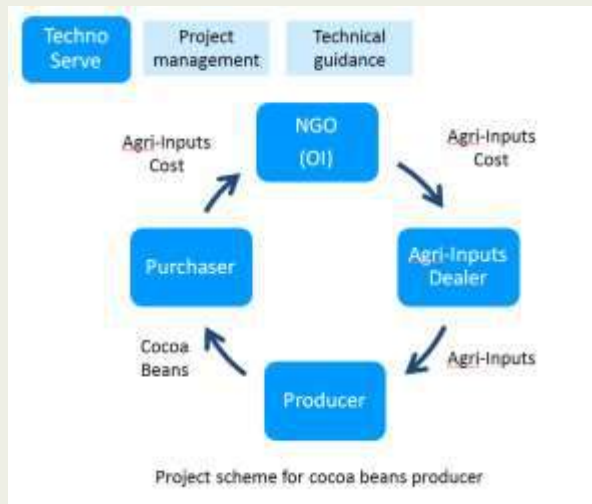 Techno
Serve
Project
management
Technical
guidance
NGO
(OI)
Agri-Inputs
Cost
Agri-Inputs
Cost
Purchaser
Agri-Inputs
Dealer
Cocoa
Beans
Agri-Inputs
Producer
Project scheme for cocoa beans producer